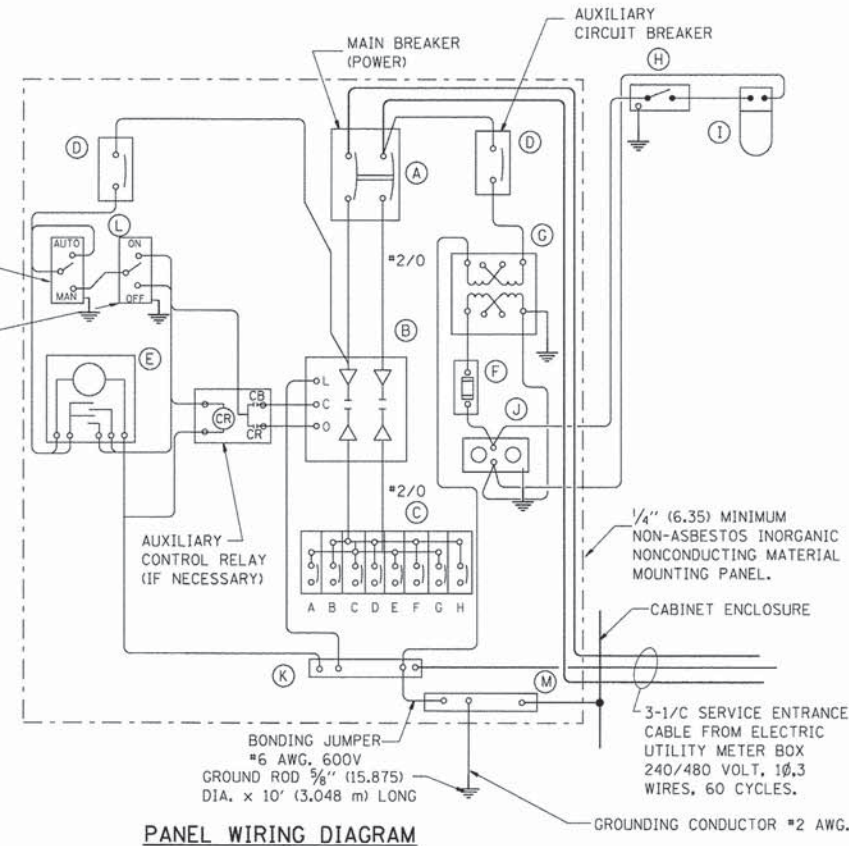 AUXILIARY
CIRCUIT BREAKER
MAIN BREAKER
(POWER)
H
I
D
A
D
G
L
AUTO
MAN
ON
OFF
#2/0
B
E
F
J
L
C
O
CB
CR
CR
#2/0
C
AUXILIARY
CONTROL RELAY
(IF NECESSARY)
A B C D E F G H
1/4" (6.35) MINIMUM
NON-ASBESTOS INORGANIC
NONCONDUCTING MATERIAL
MOUNTING PANEL.
CABINET ENCLOSURE
K
M
3-1/C SERVICE ENTRANCE
CABLE FROM ELECTRIC
UTILITY METER BOX
240/480 VOLT, 1Ø,3
WIRES, 60 CYCLES.
BONDING JUMPER
#6 AWG. 600V
GROUND ROD 5/8" (15.875)
DIA. x 10' (3.048 m) LONG
GROUNDING CONDUCTOR #2 AWG.
PANEL WIRING DIAGRAM